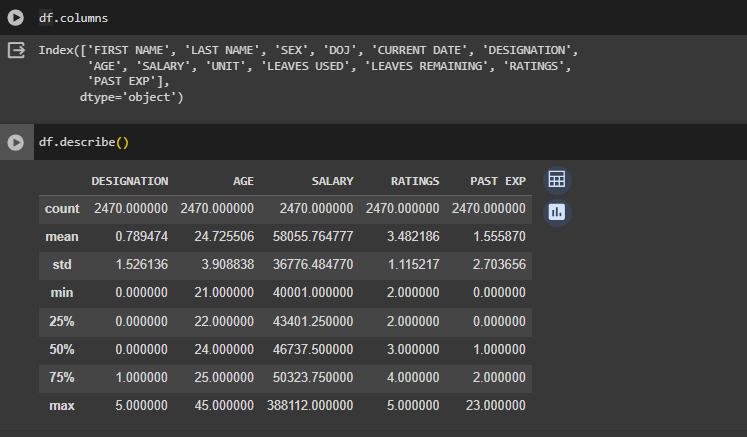 df.columns
Index(['FIRST NAME', 'LAST NAME', 'SEX', 'DOJ', 'CURRENT DATE', 'DESIGNATION',
'AGE', 'SALARY', 'UNIT', 'LEAVES USED', 'LEAVES REMAINING', 'RATINGS',
'PAST EXP'],
dtype='object')
df.describe()
DESIGNATION AGE SALARY RATINGS PAST EXP
count 2470.000000 2470.000000 2470.000000 2470.000000 2470.000000
mean 0.789474 24.725506 58055.764777 3.482186 1.555870
std 1.526136 3.908838 36776.484770 1.115217 2.703656
min 0.000000 21.000000 40001.000000 2.000000 0.000000
25% 0.000000 22.000000 43401.250000 2.000000 0.000000
50% 0.000000 24.000000 46737.500000 3.000000 1.000000
75% 1.000000 25.000000 50323.750000 4.000000 2.000000
max 5.000000 45.000000 388112.000000 5.000000 23.000000